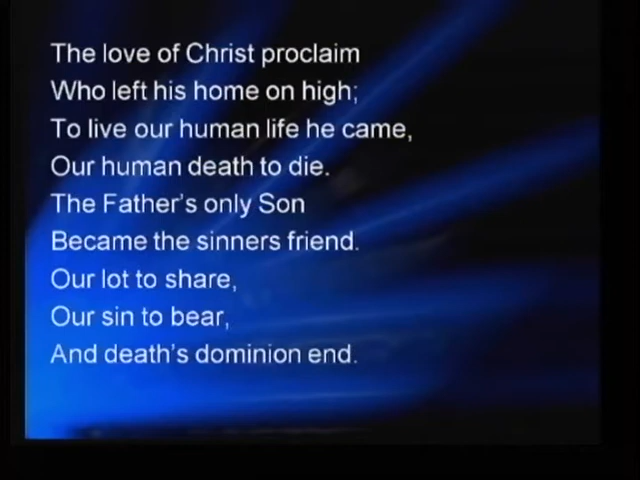 The love of Christ proclaim
Who left his home on high;
To live our human life he came,
Our human death to die.
The Father's only Son
Became the sinners friend.
Our lot to share,
Our sin to bear,
And death's dominion end.